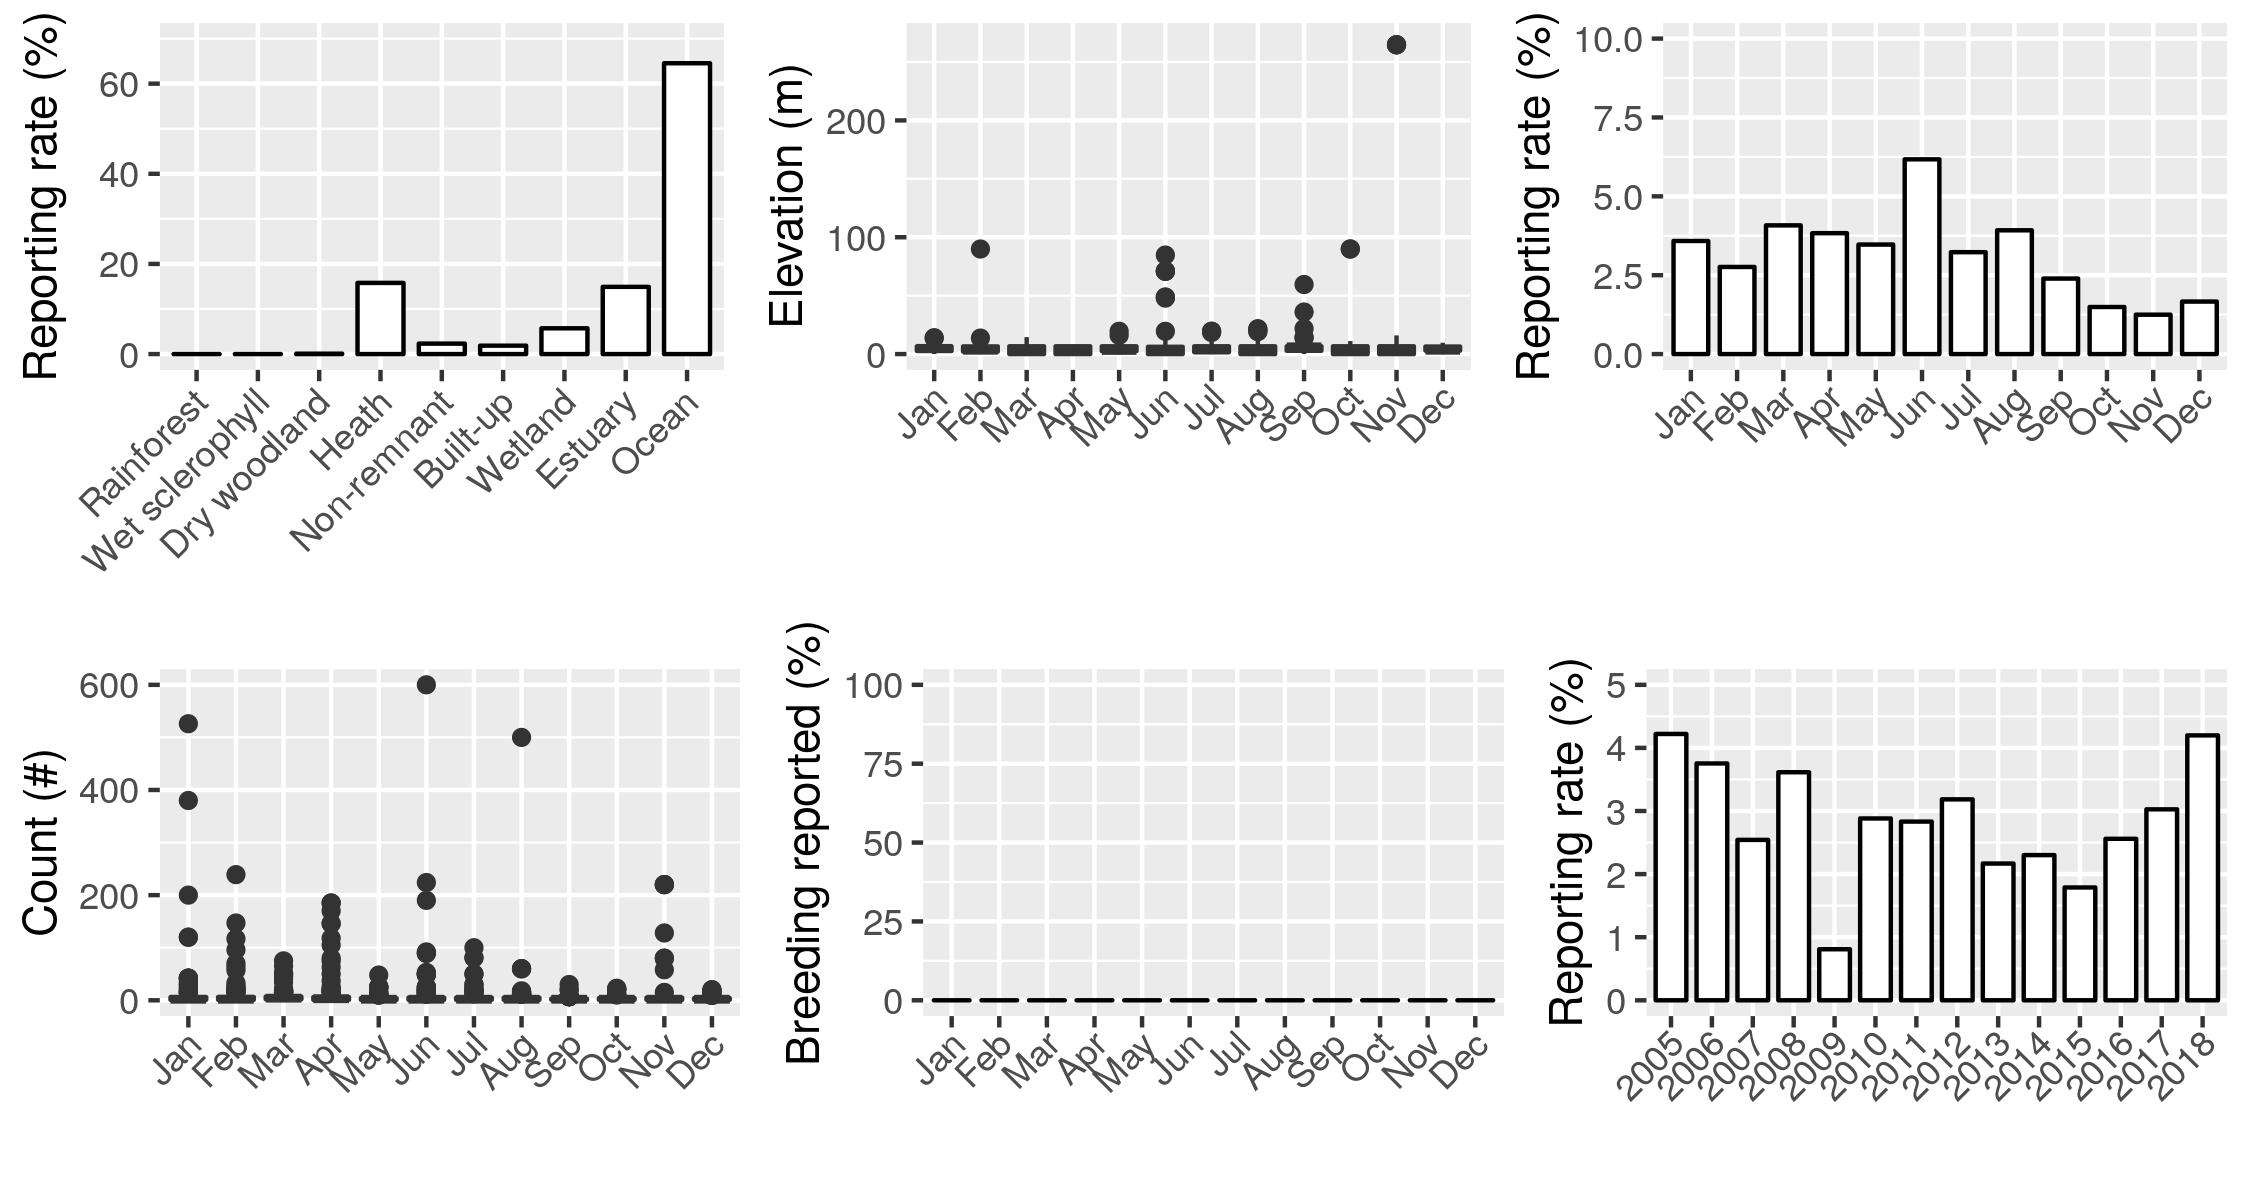 Reporting rate (%)
60
40
20
0
Rainforest
Wet sclerophyll
Dry woodland
Heath
Non-remnant
Built-up
Wetland
Estuary
Ocean
Elevation (m)
200
100
0
Jan
Feb
Mar
Apr
May
Jun
Jul
Aug
Sep
Oct
Nov
Dec
Reporting rate (%)
10.0
7.5
5.0
2.5
0.0
Jan
Feb
Mar
Apr
May
Jun
Jul
Aug
Sep
Oct
Nov
Dec
Count (#)
600
400
200
0
Jan
Feb
Mar
Apr
May
Jun
Jul
Aug
Sep
Oct
Nov
Dec
Breeding reported (%)
100
75
50
25
0
Jan
Feb
Mar
Apr
May
Jun
Jul
Aug
Sep
Oct
Nov
Dec
Reporting rate (%)
5
4
3
2
1
0
2005
2006
2007
2008
2009
2010
2011
2012
2013
2014
2015
2016
2017
2018